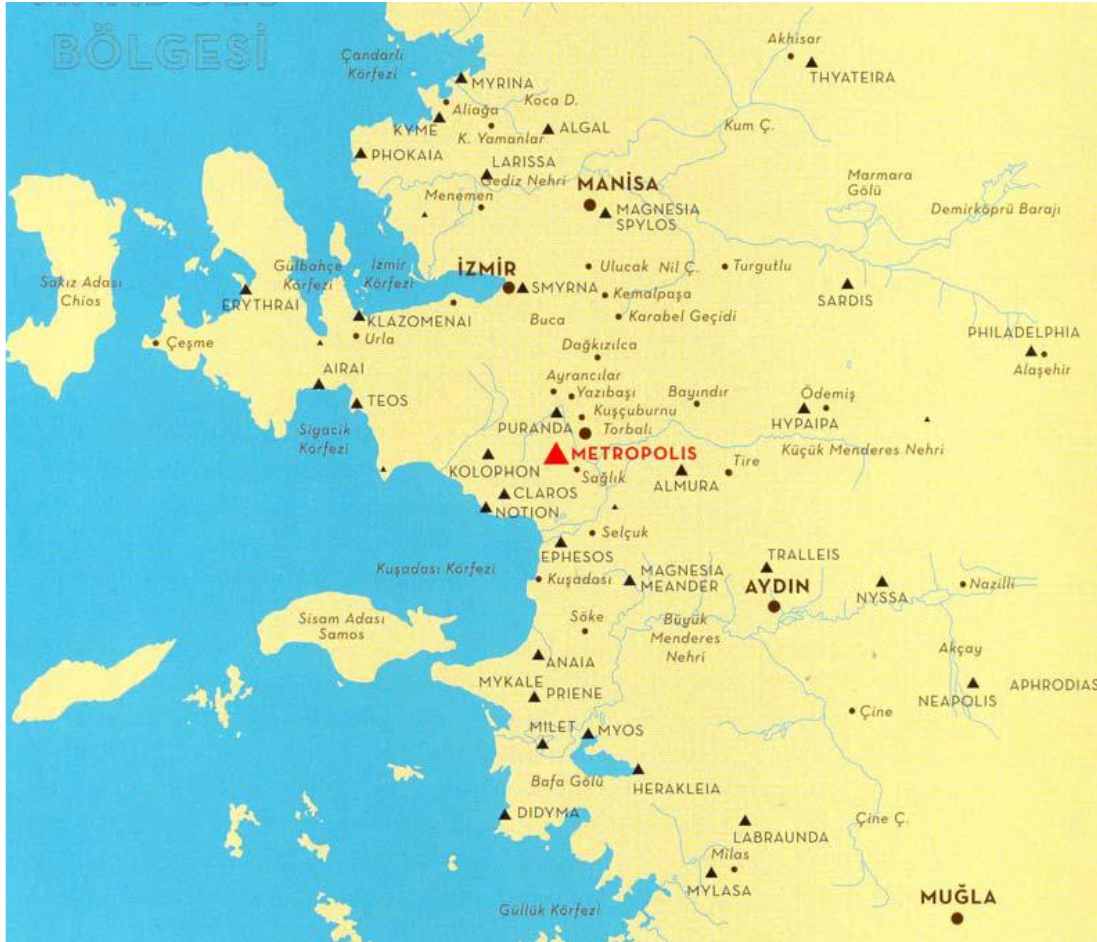 BÖLGESİ
Akhisar
Çandarlı
Körfezi
THYATEIRA
MYRINA
Aliağa
Koca D.
KYME
ALGAL
K. Yamanlar
Kum Ç.
PHOKAIA
LARISSA
Gediz Nehri
MANİSA
Marmara
Gölü
Menemen
MAGNESIA
SPYLOS
Demirköprü Barajı
Gülbahçe
Körfezi
İzmir
Körfezi
İZMİR
Ulucak
Nil Ç.
Turgutlu
Sakız Adası
Chios
ERYTHRAI
SMYRNA
Kemalpaşa
SARDIS
KLAZOMENAI
Buca
Karabel Geçidi
Urla
PHILADELPHIA
Çeşme
Dağkızılca
Alaşehir
AIRAI
Ayrancılar
Yazıbaşı
Bayındır
Ödemiş
TEOS
Kuşçuburnu
HYPAIPA
Sigacik
Körfezi
PURANDA
Torbalı
Küçük Menderes Nehri
METROPOLIS
KOLOPHON
Sağlık
ALMURA
Tire
CLAROS
NOTION
Selçuk
EPHESOS
TRALLEIS
Kuşadası Körfezi
Kuşadası
MAGNESIA
MEANDER
AYDIN
NYSSA
Nazilli
Sisam Adası
Samos
Söke
Büyük
Menderes
Nehri
Akçay
ANAIA
MYKALE
PRIENE
NEAPOLIS
APHRODIAS
Çine
MILET
MYOS
Bafa Gölü
HERAKLEIA
DIDYMA
LABRAUNDA
Çine Ç.
Milas
MYLASA
MUĞLA
Güllük Körfezi